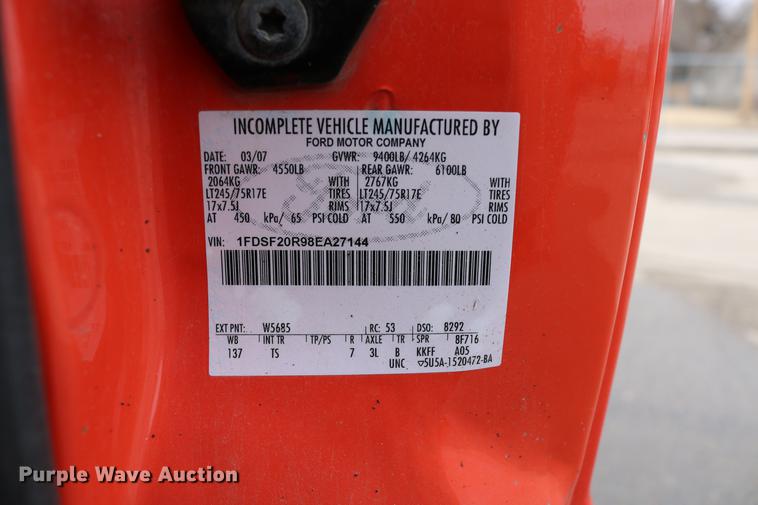 INCOMPLETE VEHICLE MANUFACTURED BY
FORD MOTOR COMPANY
DATE: 03/07 GVWR: 9400LB/ 4264KG
FRONT GAWR: 4550LB REAR GAWR: 6100LB
2064KG WITH 2767KG WITH
LT245/75R17E TIRES LT245/75R17E TIRES
17x7.5J RIMS 17x7.5J RIMS
AT 450 kPa/ 65 PSI COLD AT 550 kPa/ 80 PSI COLD
VIN: 1FDSF20R98EA27144
EXT PNT: W5685 RC: 53 DSO: 8292
WB INT TR TP/PS R AXLE TR SPR 8F716
137 TS 7 3L B KKFF A05
UNC ▽5U5A-1520472-BA
Purple Wave Auction